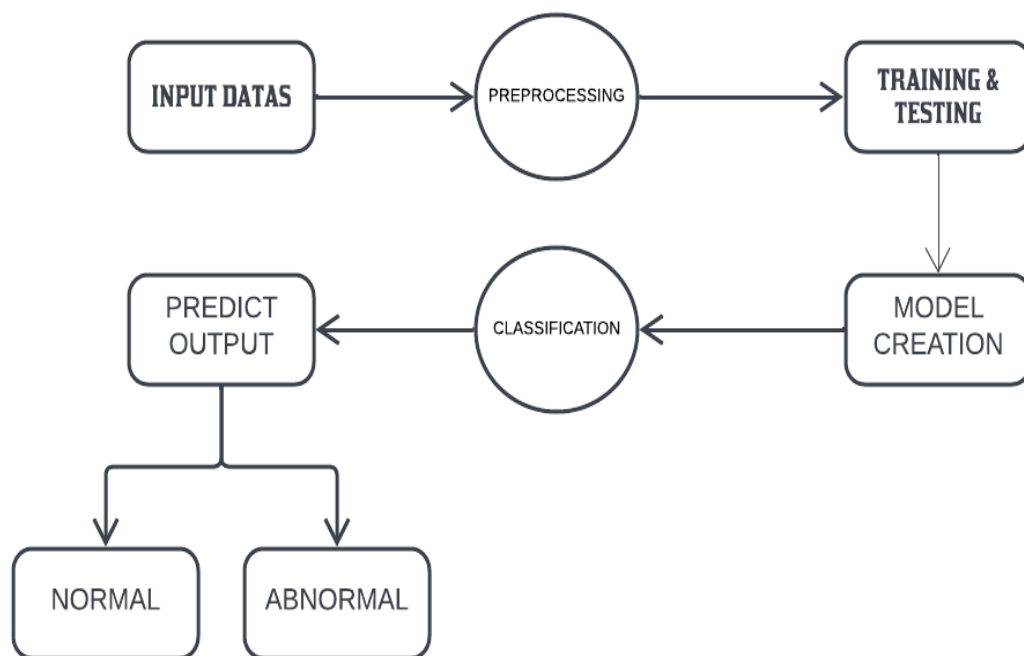 INPUT DATAS
PREPROCESSING
TRAINING &
TESTING
PREDICT
OUTPUT
CLASSIFICATION
MODEL
CREATION
NORMAL
ABNORMAL